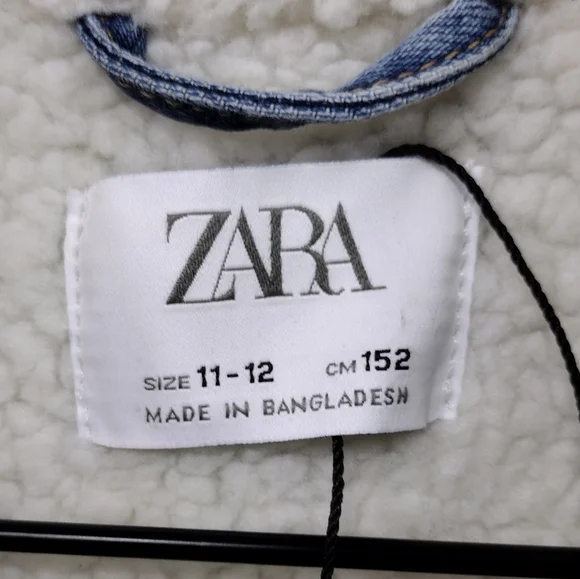 ZARA
SIZE 11-12 CM 152
MADE IN BANGLADESH